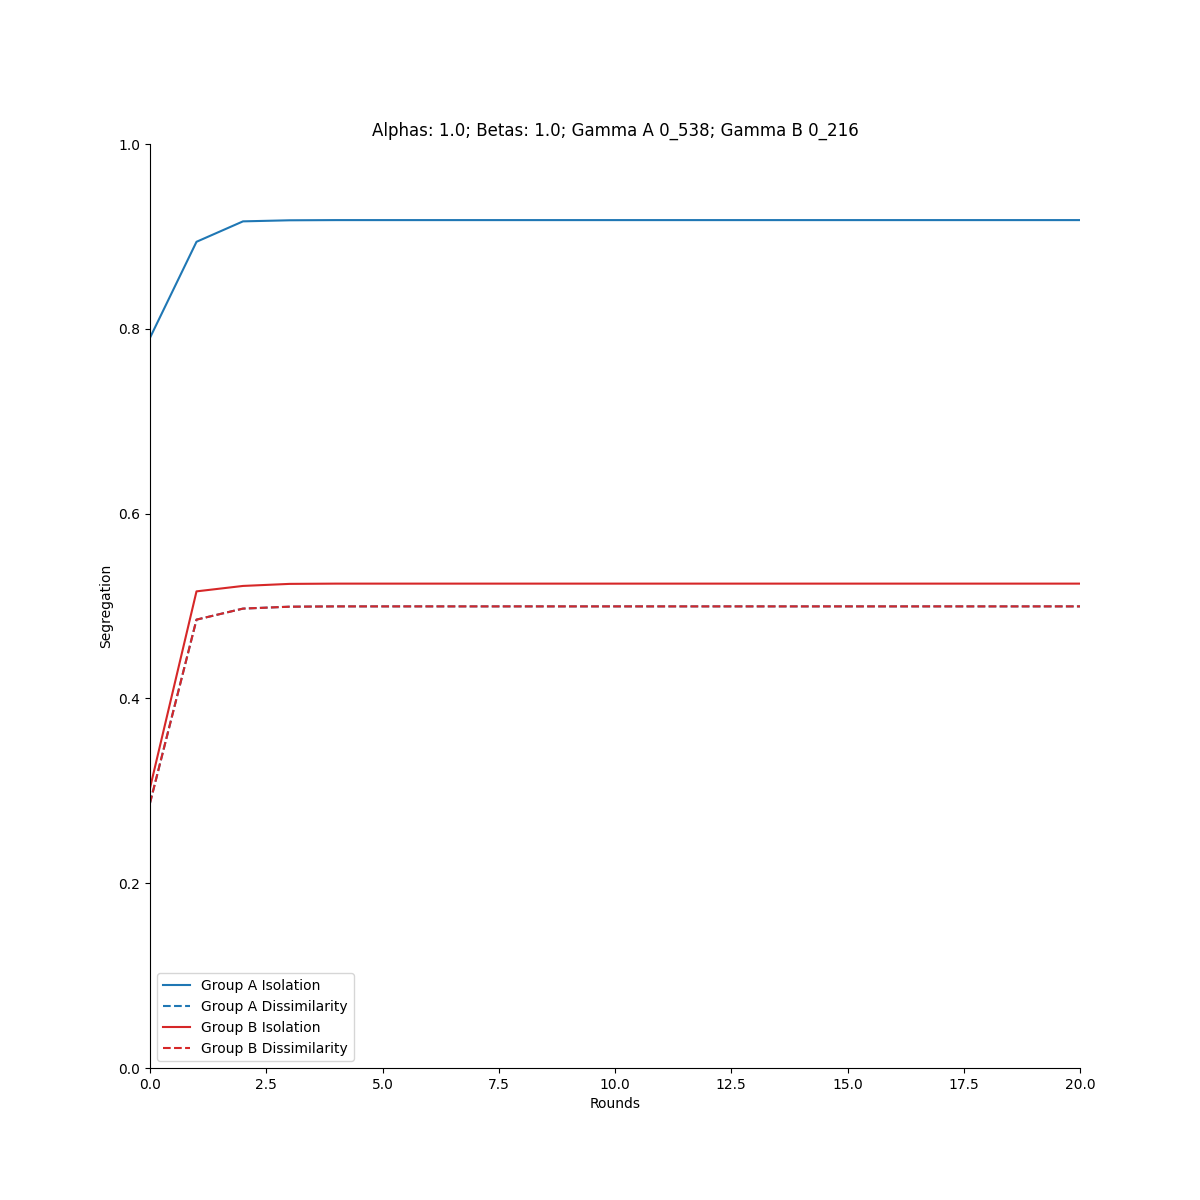 Alphas: 1.0; Betas: 1.0; Gamma A 0_538; Gamma B 0_216
1.0
0.8
0.6
0.4
0.2
0.0
Segregation
Group A Isolation
Group A Dissimilarity
Group B Isolation
Group B Dissimilarity
0.0 2.5 5.0 7.5 10.0 12.5 15.0 17.5 20.0
Rounds